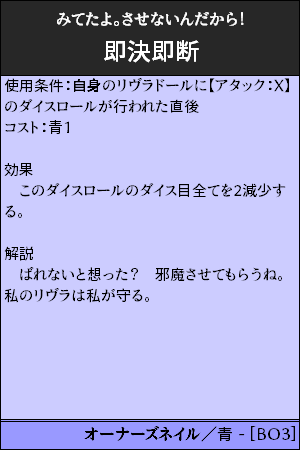 みてたよ。させないんだから！
即決即断
使用条件：自身のリヴラドールに【アタック：X】
のダイスロールが行われた直後
コスト：青1
効果
　このダイスロールのダイス目全てを2減少す
る。
解説
　ばれないと想った？　邪魔させてもらうね。
私のリヴラは私が守る。
オーナーズネイル／青 - [BO3]